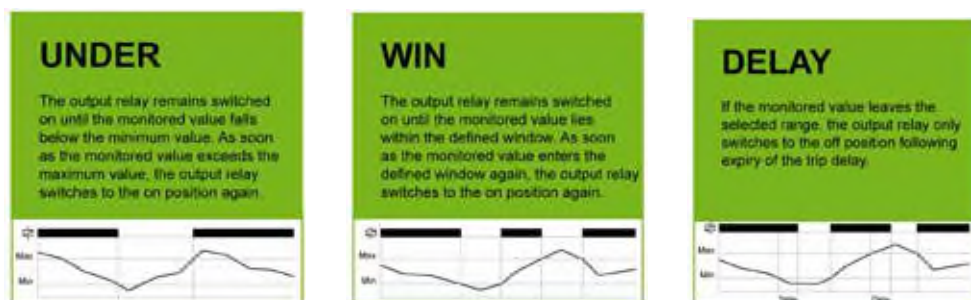 UNDER
The output relay remains switched
on until the monitored value falls
below the minimum value. As soon
as the monitored value exceeds the
maximum value, the output relay
switches to the on position again.
Max
Min
WIN
The output relay remains switched
on until the monitored value lies
within the defined window. As soon
as the monitored value enters the
defined window again, the output relay
switches to the on position again.
Max
Min
DELAY
If the monitored value leaves the
selected range, the output relay only
switches to the off position following
expiry of the trip delay.
Max
Min